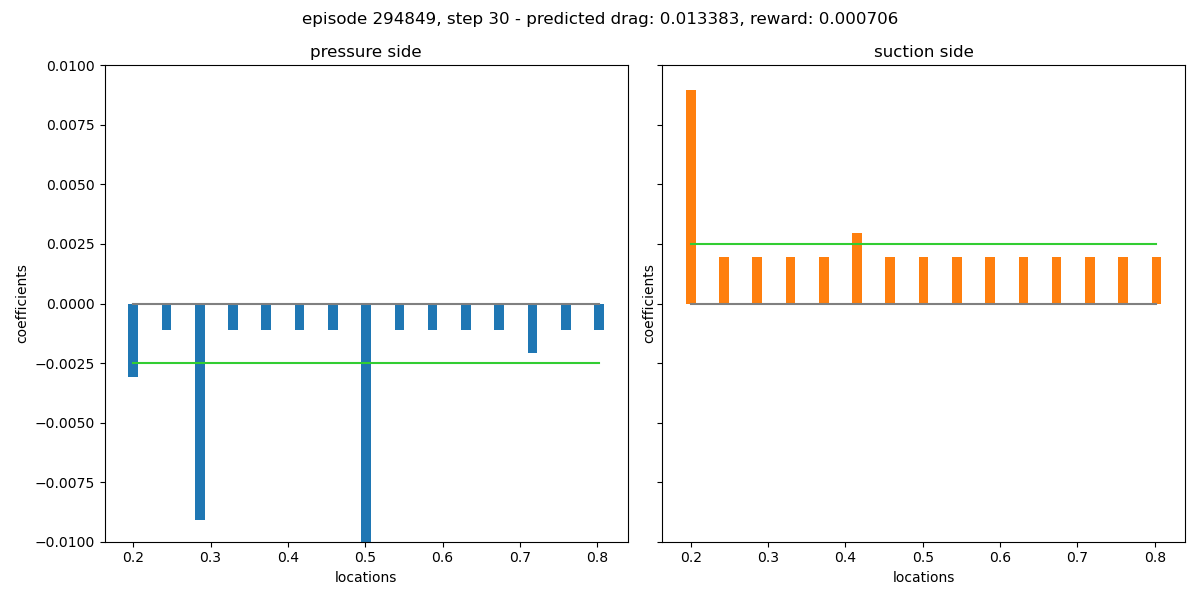 episode 294849, step 30 - predicted drag: 0.013383, reward: 0.000706
pressure side
suction side
0.0100
0.0075
0.0050
0.0025
0.0000
−0.0025
−0.0050
−0.0075
−0.0100
coefficients
coefficients
0.2 0.3 0.4 0.5 0.6 0.7 0.8
0.2 0.3 0.4 0.5 0.6 0.7 0.8
locations
locations